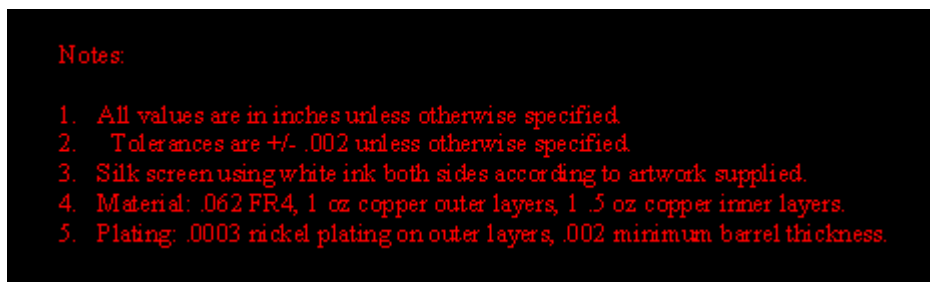 Notes:
1. All values are in inches unless otherwise specified.
2. Tolerances are +/- .002 unless otherwise specified.
3. Silk screen using white ink both sides according to artwork supplied.
4. Material: .062 FR4, 1 oz copper outer layers, 1 .5 oz copper inner layers.
5. Plating: .0003 nickel plating on outer layers, .002 minimum barrel thickness.